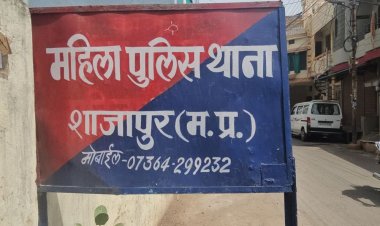 महिला पुलिस थाना
शाजापुर (म.प्र.)
मोबाईल-07364-299232